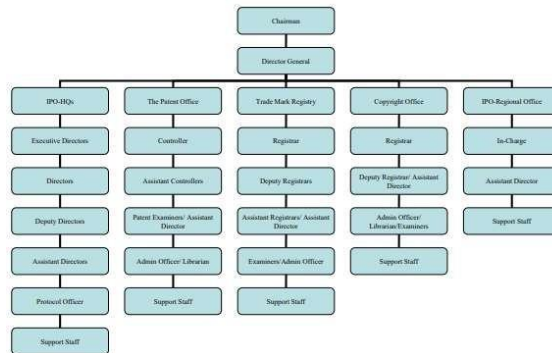 Chairman
Director General
IPO-HQs
The Patent Office
Trade Mark Registry
Copyright Office
IPO-Regional Office
Executive Directors
Controller
Registrar
Registrar
In-Charge
Directors
Assistant Controllers
Deputy Registrars
Deputy Registrar/ Assistant
Director
Assistant Director
Deputy Directors
Patent Examiners/ Assistant
Director
Assistant Registrars/ Assistant
Director
Admin Officer/
Librarian/Examiners
Support Staff
Assistant Directors
Admin Officer/ Librarian
Examiners/Admin Officer
Support Staff
Protocol Officer
Support Staff
Support Staff
Support Staff